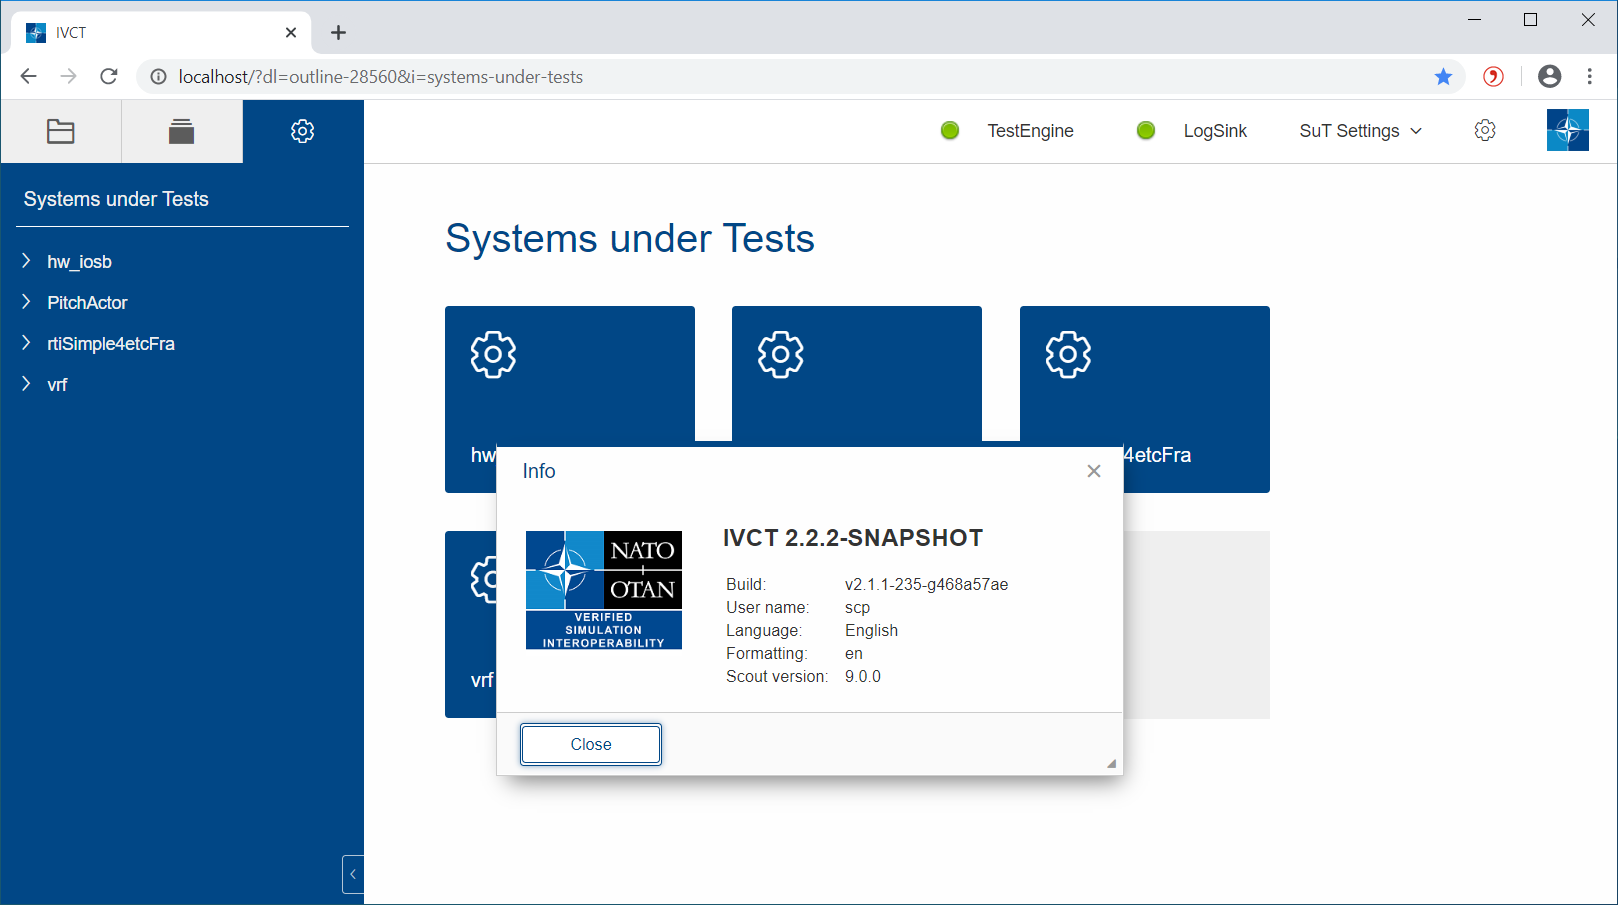 IVCT
localhost/?dl=outline-28560&i=systems-under-tests
TestEngine
LogSink
SuT Settings
Systems under Tests
hw_iosb
PitchActor
rtiSimple4etcFra
vrf
Systems under Tests
hw
4etcFra
vrf
Info
NATO
OTAN
VERIFIED
SIMULATION
INTEROPERABILITY
IVCT 2.2.2-SNAPSHOT
Build: v2.1.1-235-g468a57ae
User name: scp
Language: English
Formatting: en
Scout version: 9.0.0
Close